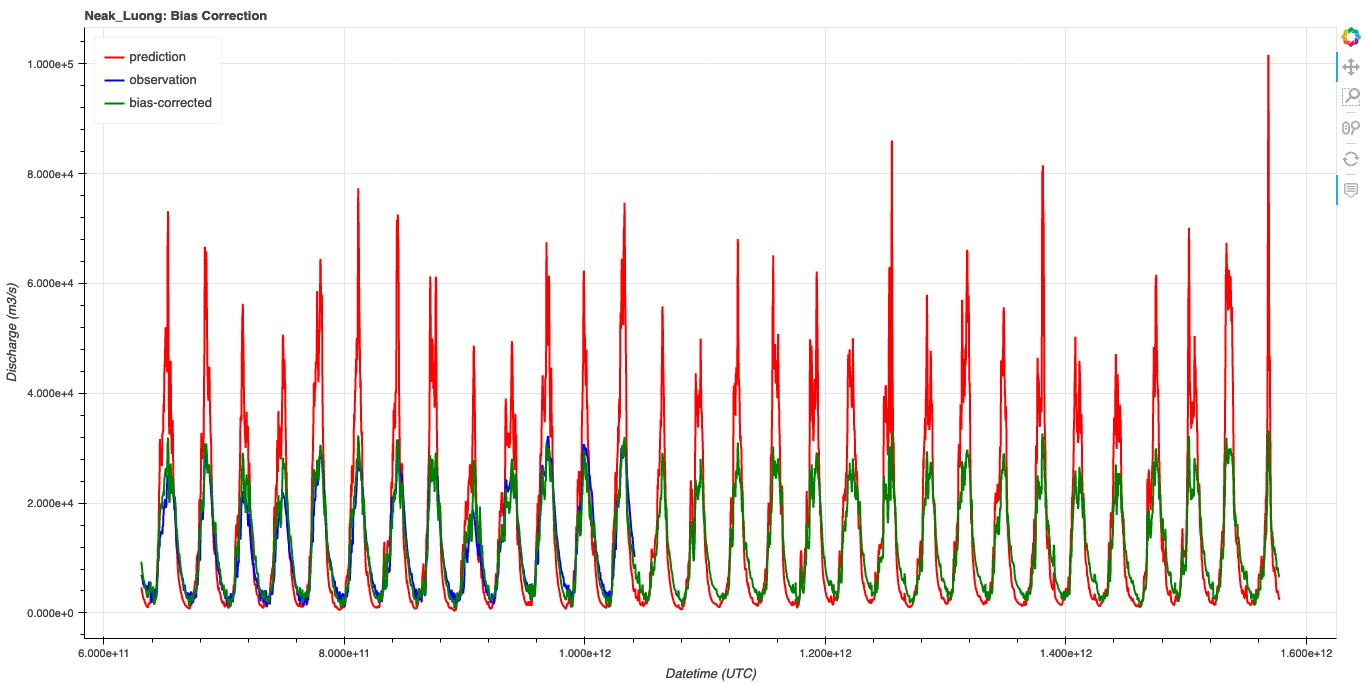 Neak_Luong: Bias Correction
prediction
observation
bias-corrected
1.000e+5
8.000e+4
6.000e+4
4.000e+4
2.000e+4
0.000e+0
Discharge (m3/s)
6.000e+11 8.000e+11 1.000e+12 1.200e+12 1.400e+12 1.600e+12
Datetime (UTC)